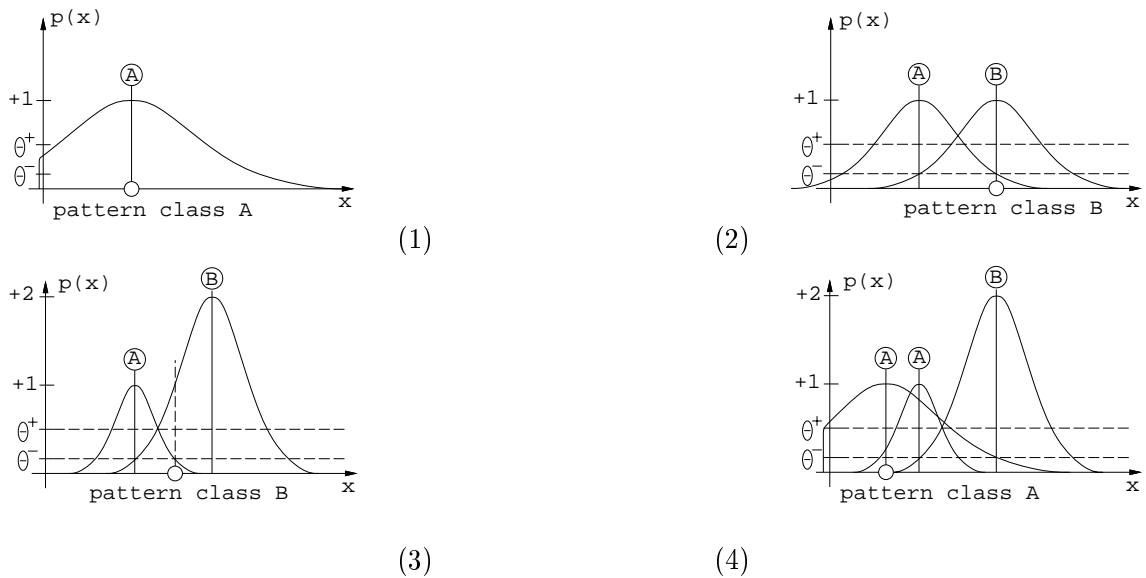 p(x)
A
+1
θ+
θ-
x
pattern class A
(1)
p(x)
A B
+1
θ+
θ-
x
pattern class B
(2)
p(x)
B
+2
A
+1
θ+
θ-
x
pattern class B
(3)
p(x)
B
+2
A A
+1
θ+
θ-
x
pattern class A
(4)